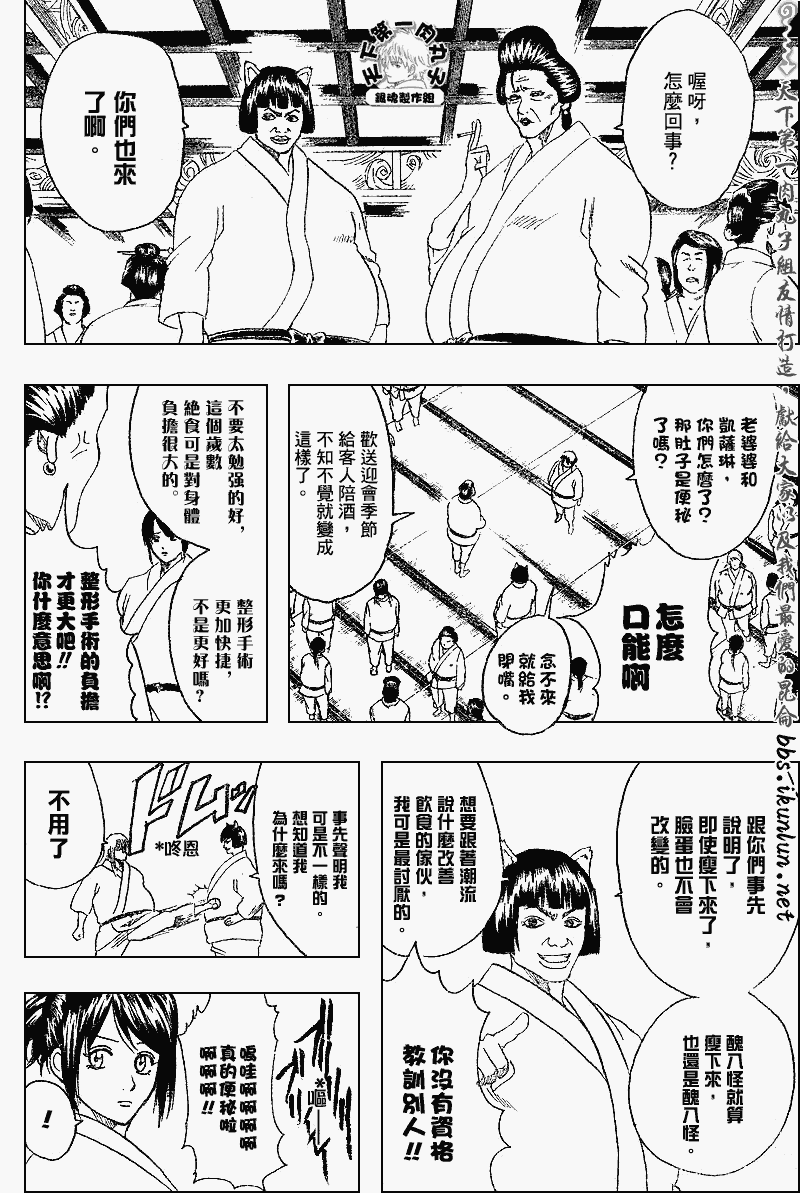 喔呀，
怎麼回事？
你們也來
了啊。
天下第一肉丸子
銀魂製作組
天下第一肉丸子組友情打造，獻給大家以及我們最愛的昆侖 bbs.ikunlun.net
老婆婆和
凱薩琳，
你們怎麼了？
那肚子是便秘
了嗎？
歡送迎會季節
給客人陪酒，
不知不覺就變成
這樣了。
怎麼
口能啊
念不來
就給我
閉嘴。
不要太勉强的好，
這個歲數
絕食可是對身體
負擔很大的。
整形手術
更加快捷，
不是更好嗎？
整形手術的負擔
才更大吧!!
你什麼意思啊!?
跟你們事先
說明了，
即使瘦下來了，
臉蛋也不會
改變的。
想要跟著潮流
說什麼改善
飲食的傢伙，
我可是最討厭的。
醜八怪就算
瘦下來，
也還是醜八怪。
你沒有資格
教訓別人!!
事先聲明我
可是不一樣的。
想知道我
為什麼來嗎？
ドムッ
*咚恩
不用了
*嘔——
嗚哇啊啊啊啊
真的便秘啦
啊啊啊!!
！